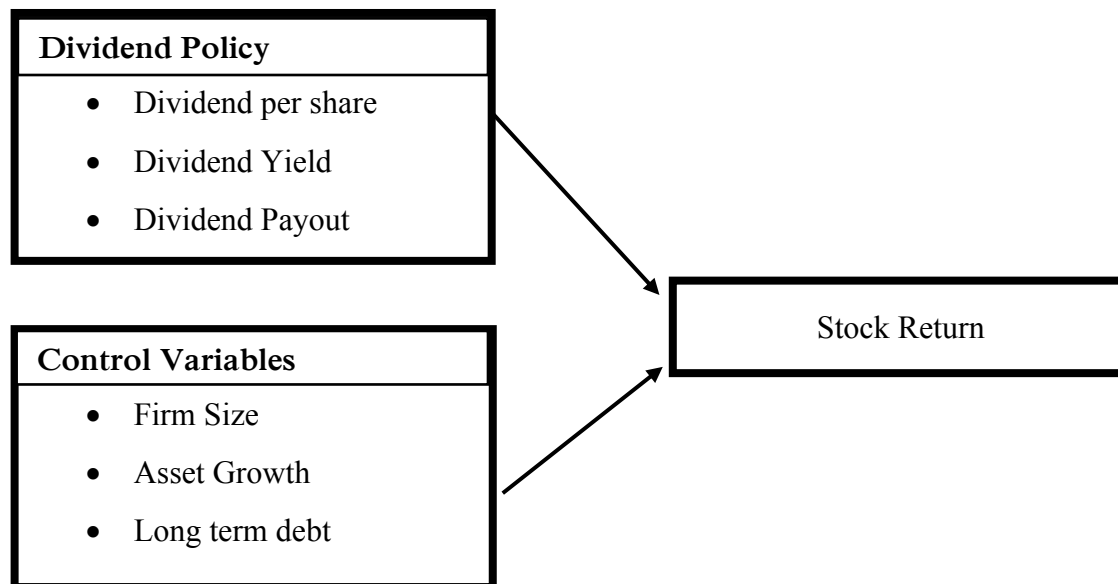 Dividend Policy
• Dividend per share
• Dividend Yield
• Dividend Payout
Control Variables
• Firm Size
• Asset Growth
• Long term debt
Stock Return